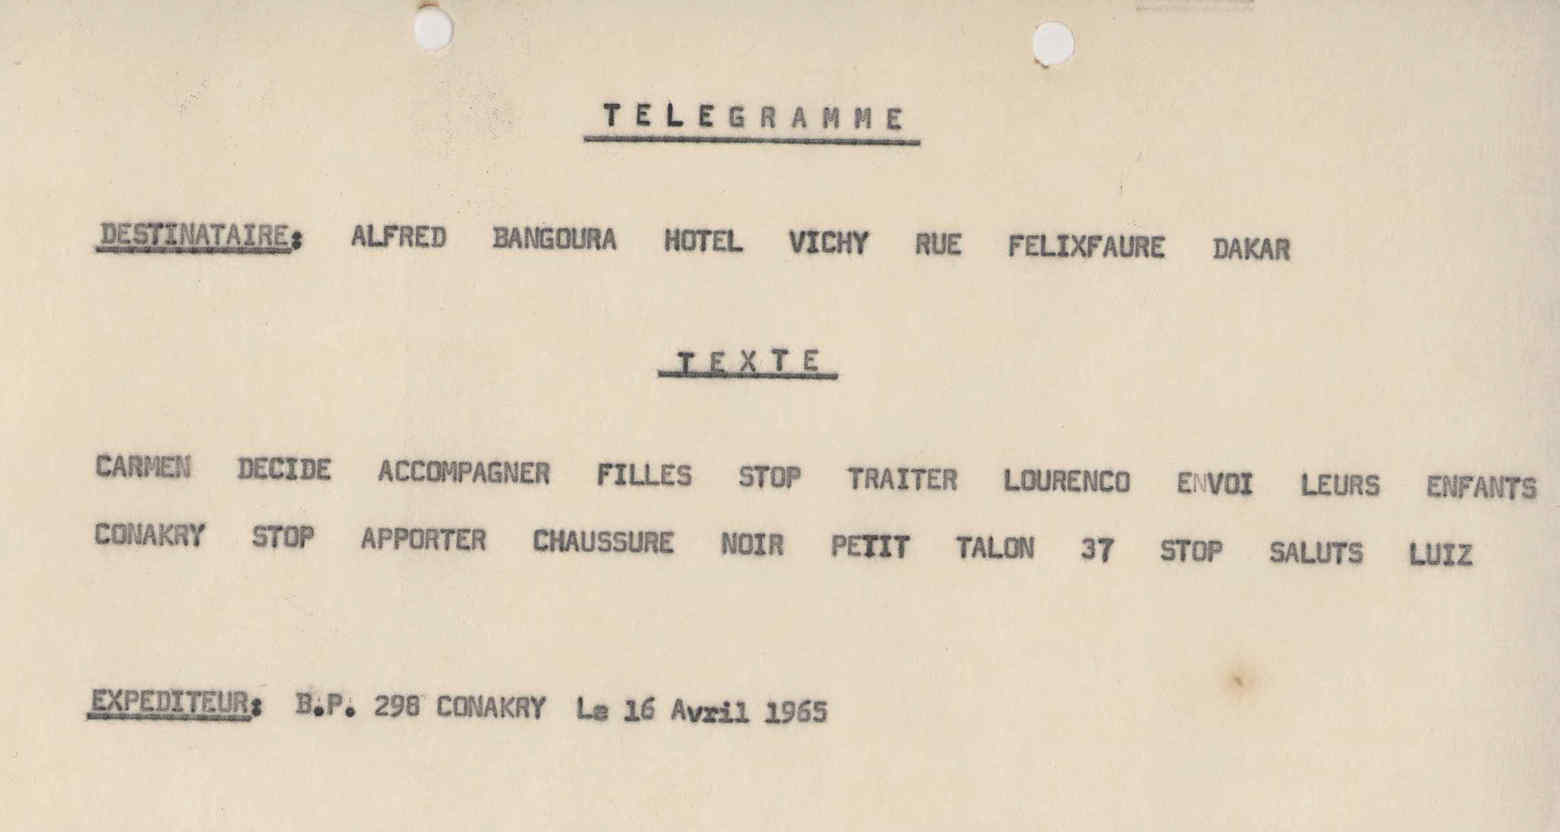 TELEGRAMME
DESTINATAIRE: ALFRED BANGOURA HOTEL VICHY RUE FELIXFAURE DAKAR
TEXTE
CARMEN DECIDE ACCOMPAGNER FILLES STOP TRAITER LOURENCO ENVOI LEURS ENFANTS
CONAKRY STOP APPORTER CHAUSSURE NOIR PETIT TALON 37 STOP SALUTS LUIZ
EXPEDITEUR: B.P. 298 CONAKRY Le 16 Avril 1965